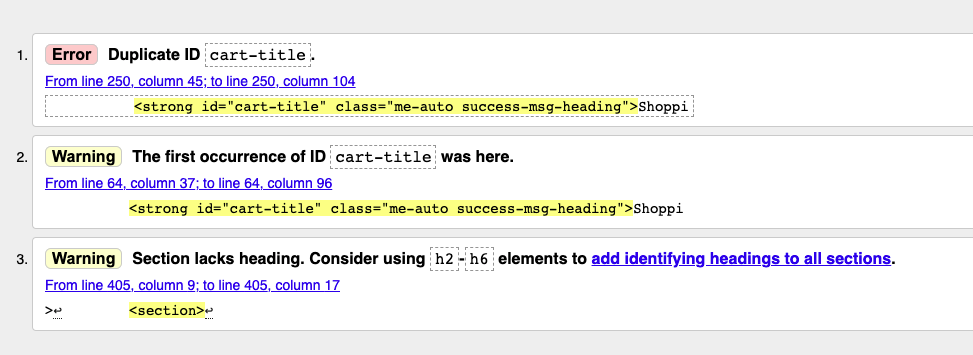 1. Error Duplicate ID cart-title.
From line 250, column 45; to line 250, column 104
<strong id="cart-title" class="me-auto success-msg-heading">Shoppi
2. Warning The first occurrence of ID cart-title was here.
From line 64, column 37; to line 64, column 96
<strong id="cart-title" class="me-auto success-msg-heading">Shoppi
3. Warning Section lacks heading. Consider using h2-h6 elements to add identifying headings to all sections.
From line 405, column 9; to line 405, column 17
>↩ <section>↩